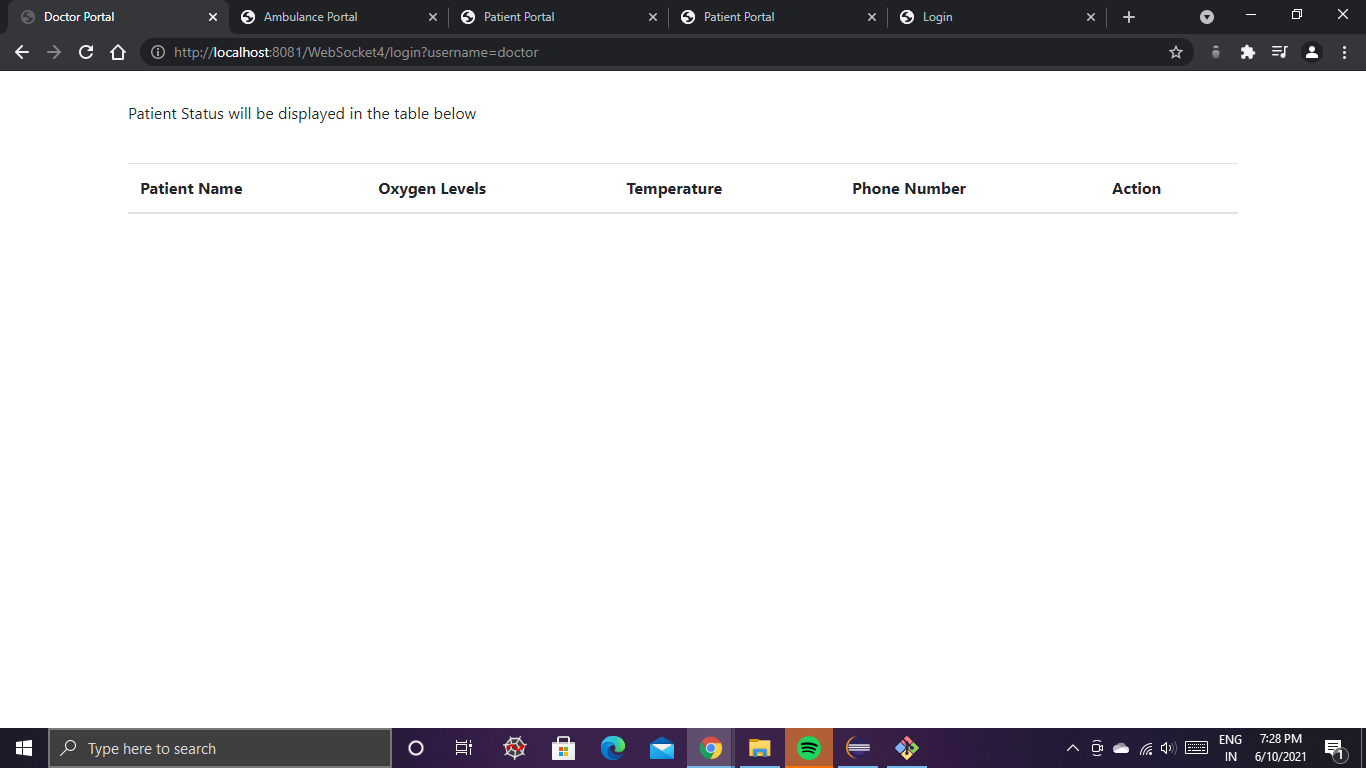 Doctor Portal
Ambulance Portal
Patient Portal
Patient Portal
Login
http://localhost:8081/WebSocket4/login?username=doctor
Patient Status will be displayed in the table below
Patient Name Oxygen Levels Temperature Phone Number Action
Type here to search
ENG
IN
7:28 PM
6/10/2021
1